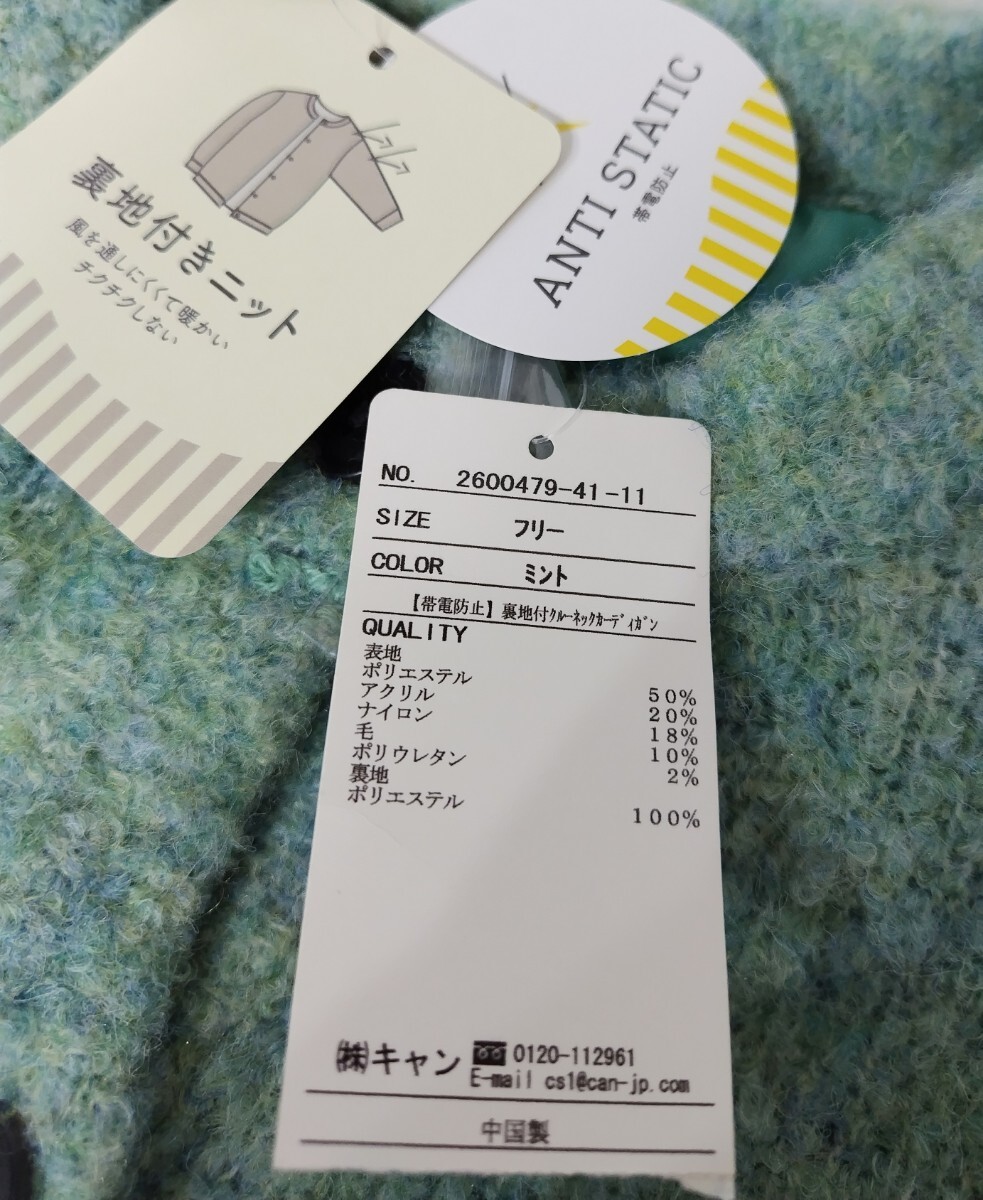 裏地付きニット
風を通しにくくて暖かい
チクチクしない
ANTI STATIC
帯電防止
NO. 2600479-41-11
SIZE フリー
COLOR ミント
【帯電防止】裏地付ｸﾙｰﾈｯｸｶｰﾃﾞｨｶﾞﾝ
QUALITY
表地
ポリエステル 50%
アクリル 20%
ナイロン 18%
毛 10%
ポリウレタン 2%
裏地
ポリエステル 100%
㈱キャン 0120-112961
E-mail cs1@can-jp.com
中国製